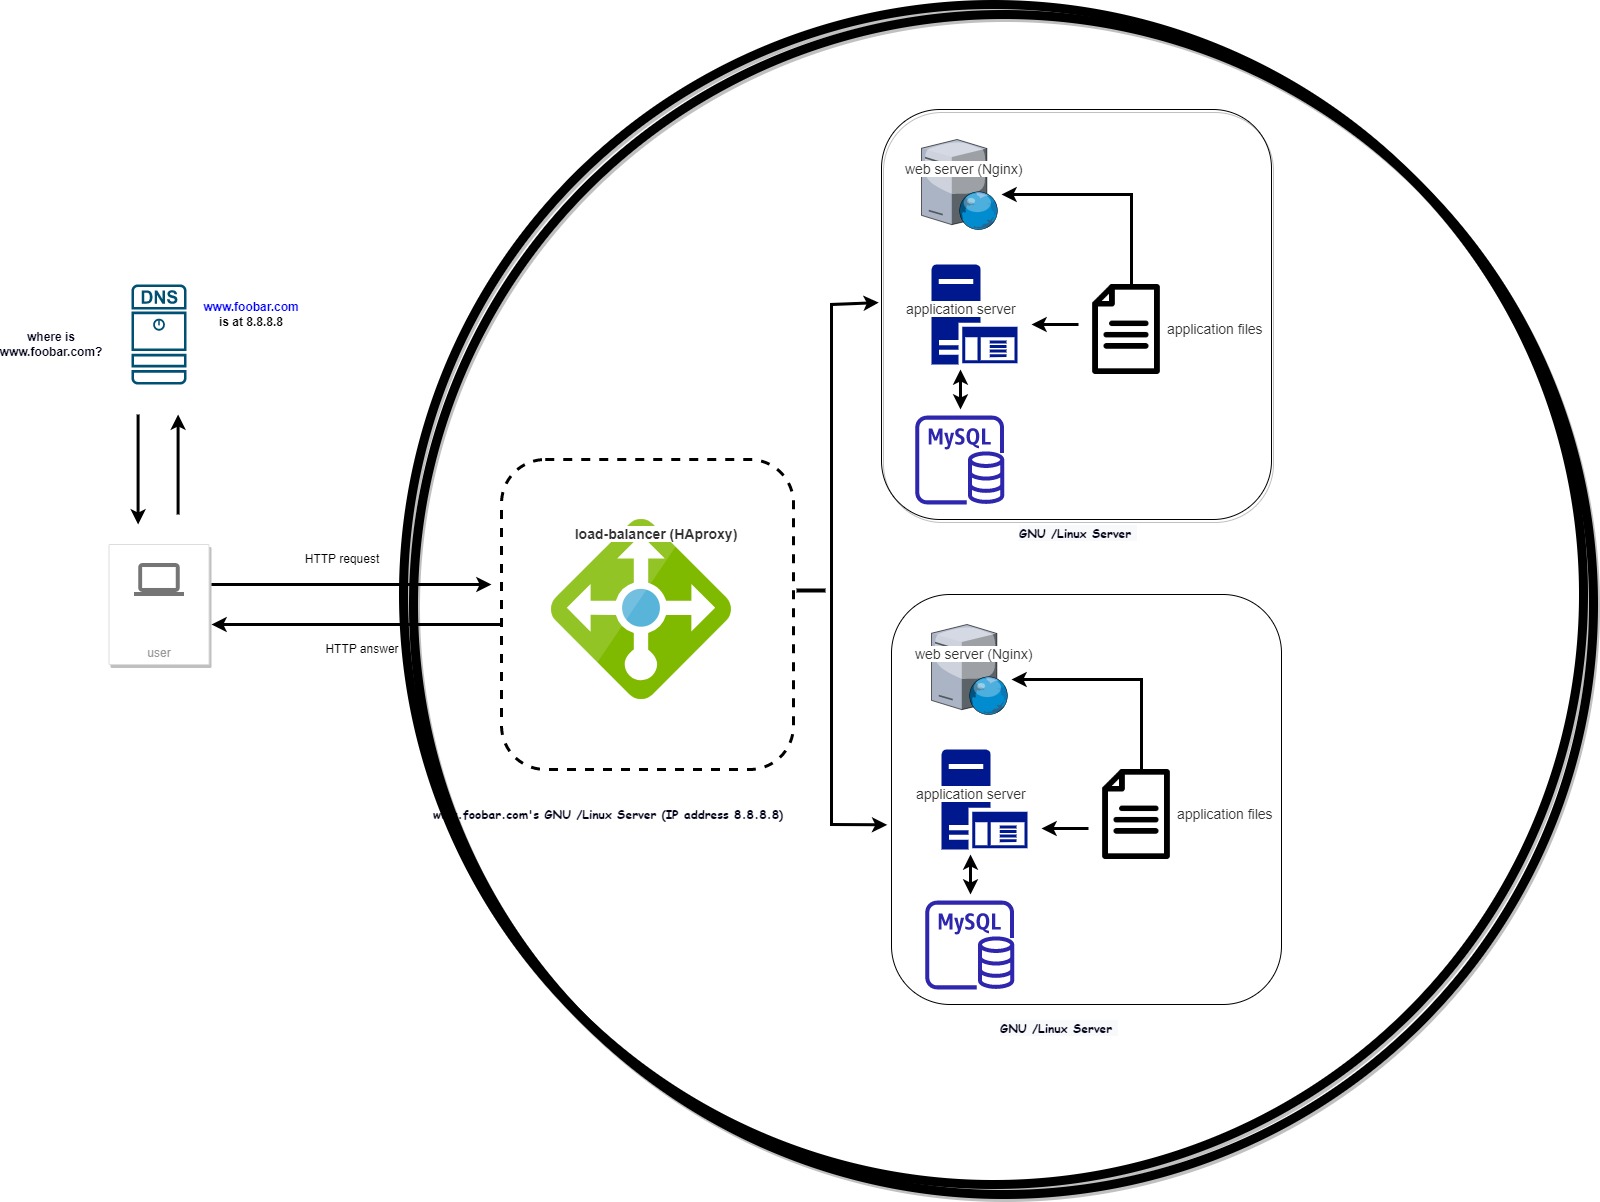 DNS
www.foobar.com
is at 8.8.8.8
where is
www.foobar.com?
user
HTTP request
HTTP answer
load-balancer (HAproxy)
www.foobar.com's GNU /Linux Server (IP address 8.8.8.8)
web server (Nginx)
application server
application files
MySQL
GNU /Linux Server
web server (Nginx)
application server
application files
MySQL
GNU /Linux Server